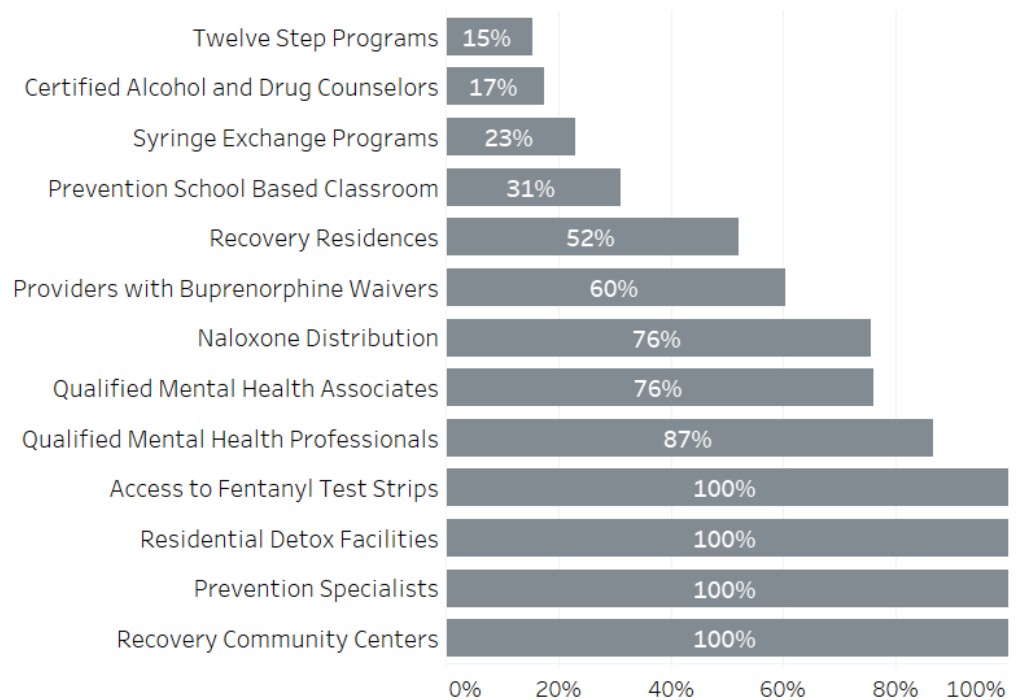 Twelve Step Programs 15%
Certified Alcohol and Drug Counselors 17%
Syringe Exchange Programs 23%
Prevention School Based Classroom 31%
Recovery Residences 52%
Providers with Buprenorphine Waivers 60%
Naloxone Distribution 76%
Qualified Mental Health Associates 76%
Qualified Mental Health Professionals 87%
Access to Fentanyl Test Strips 100%
Residential Detox Facilities 100%
Prevention Specialists 100%
Recovery Community Centers 100%
0% 20% 40% 60% 80% 100%